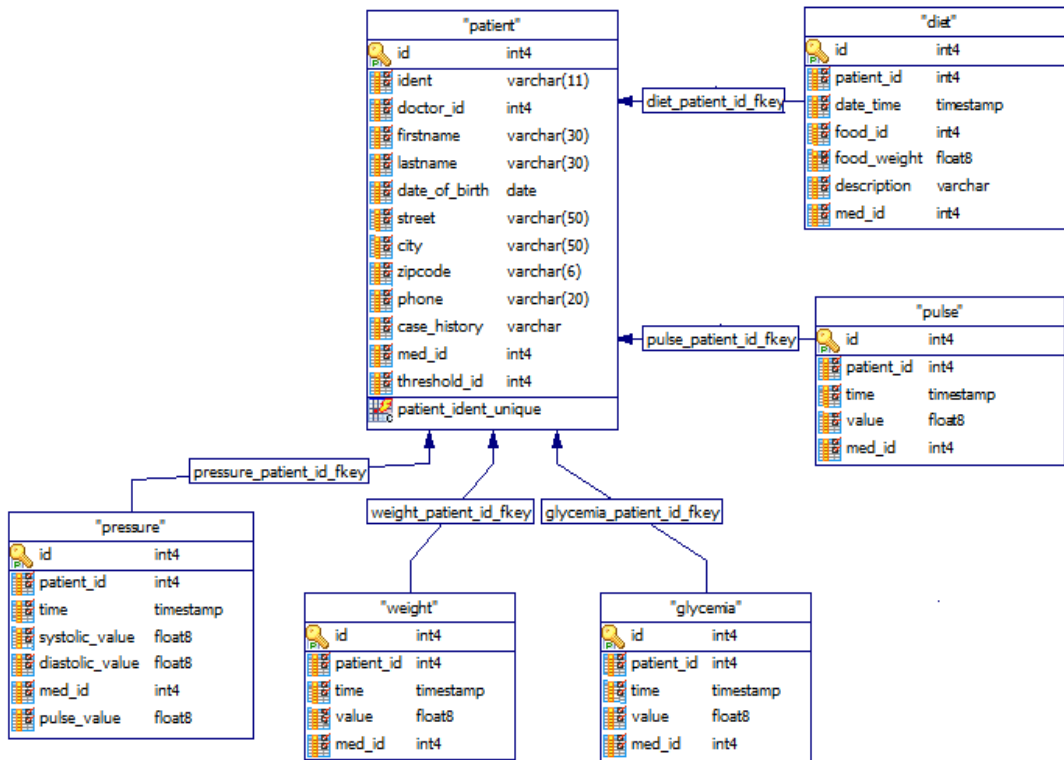 "patient"
id int4
ident varchar(11)
doctor_id int4
firstname varchar(30)
lastname varchar(30)
date_of_birth date
street varchar(50)
city varchar(50)
zipcode varchar(6)
phone varchar(20)
case_history varchar
med_id int4
threshold_id int4
patient_ident_unique
diet_patient_id_fkey
"diet"
id int4
patient_id int4
date_time timestamp
food_id int4
food_weight float8
description varchar
med_id int4
pulse_patient_id_fkey
"pulse"
id int4
patient_id int4
time timestamp
value float8
med_id int4
pressure_patient_id_fkey
weight_patient_id_fkey
glycemia_patient_id_fkey
"pressure"
id int4
patient_id int4
time timestamp
systolic_value float8
diastolic_value float8
med_id int4
pulse_value float8
"weight"
id int4
patient_id int4
time timestamp
value float8
med_id int4
"glycemia"
id int4
patient_id int4
time timestamp
value float8
med_id int4